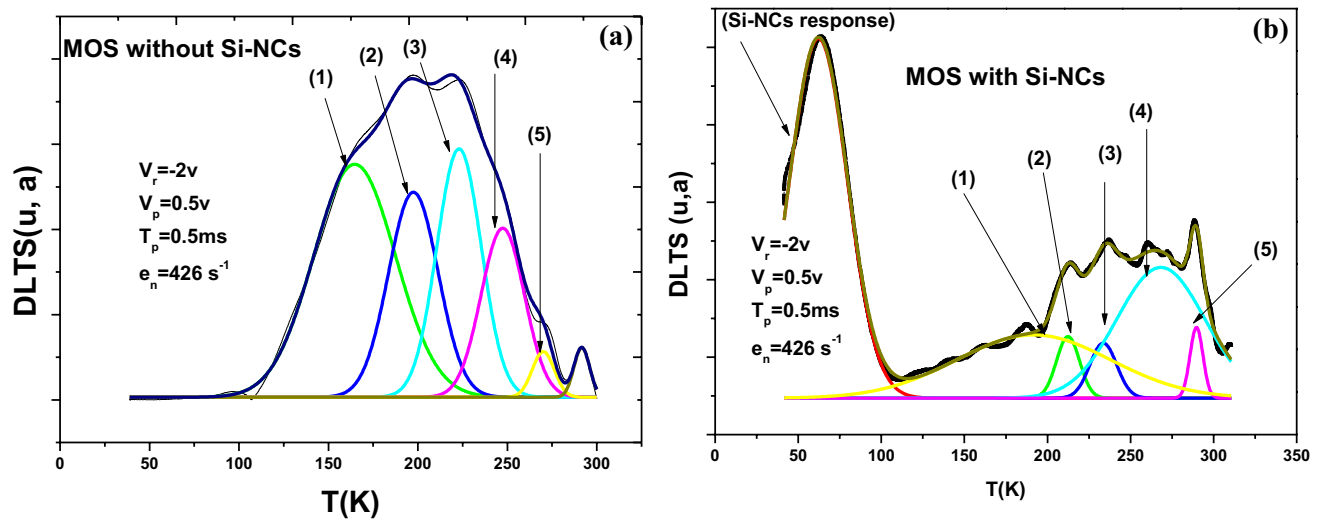 (a)
MOS without Si-NCs
(1)
(2)
(3)
(4)
(5)
V_r=-2v
V_p=0.5v
T_p=0.5ms
e_n=426 s^-1
DLTS(u, a)
0 50 100 150 200 250 300
T(K)
(Si-NCs response)
(b)
MOS with Si-NCs
(1)
(2)
(3)
(4)
(5)
V_r=-2v
V_p=0.5v
T_p=0.5ms
e_n=426 s^-1
DLTS (u,a)
0 50 100 150 200 250 300 350
T(K)